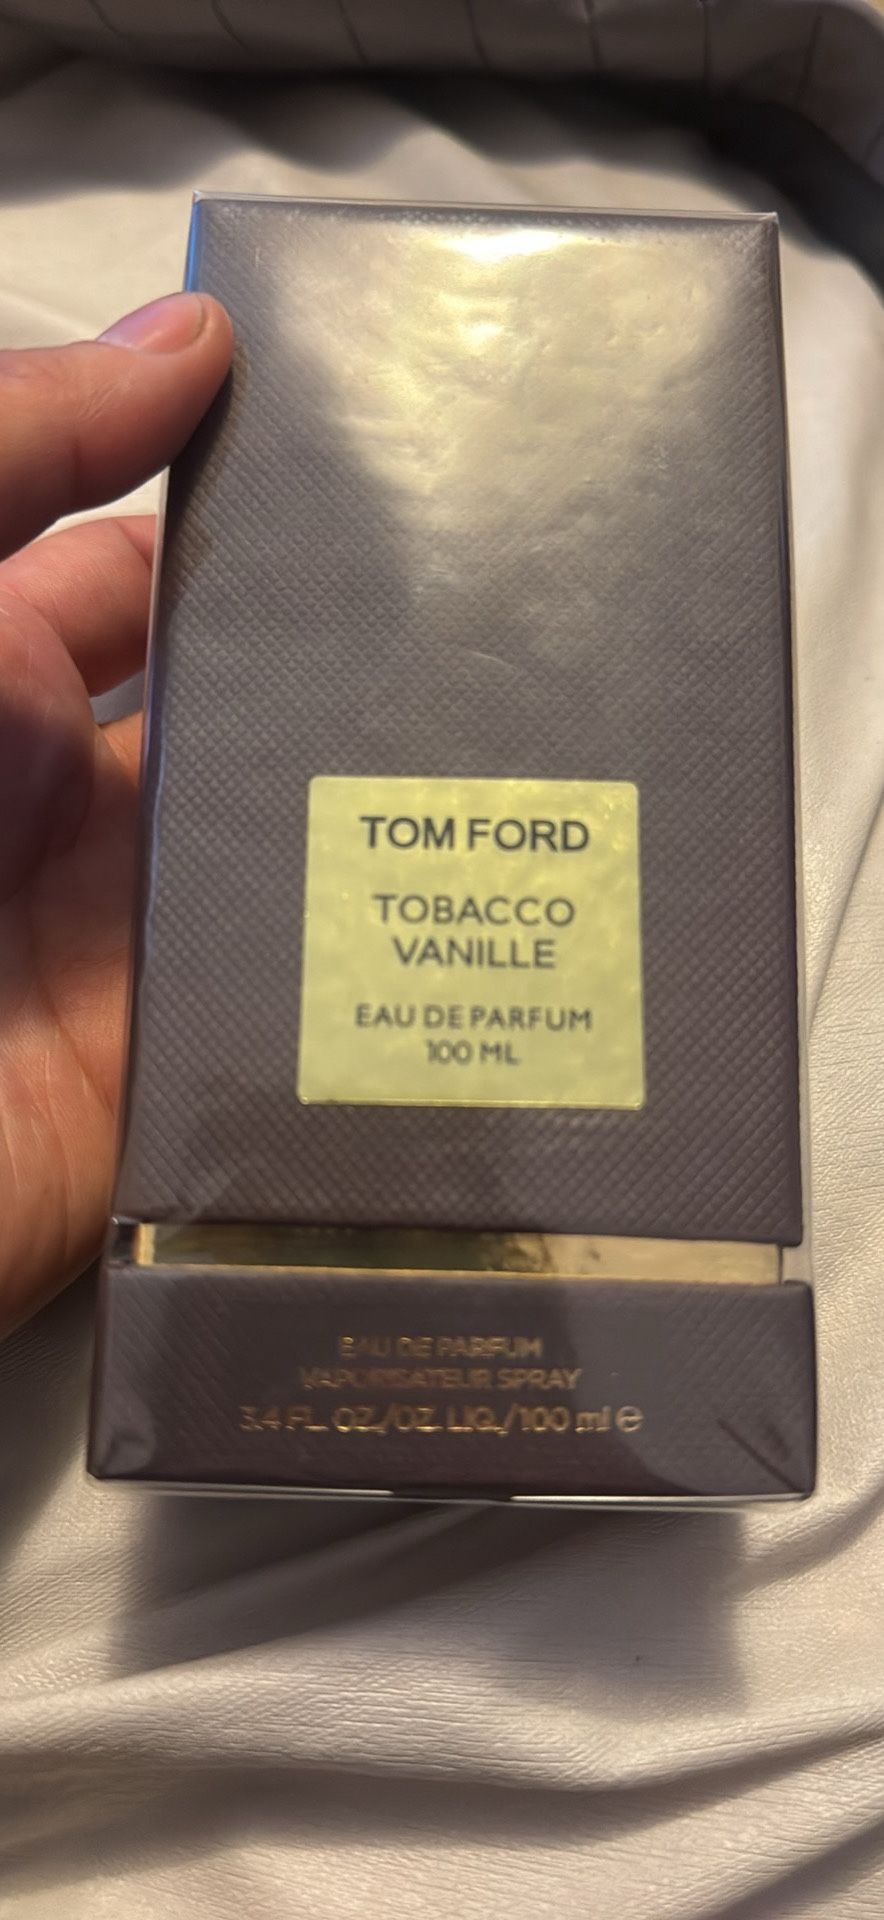 TOM FORD
TOBACCO
VANILLE
EAU DE PARFUM
100 ML
EAU DE PARFUM
VAPORISATEUR SPRAY
3.4 FL. OZ./OZ. LIQ./100 ml ℮